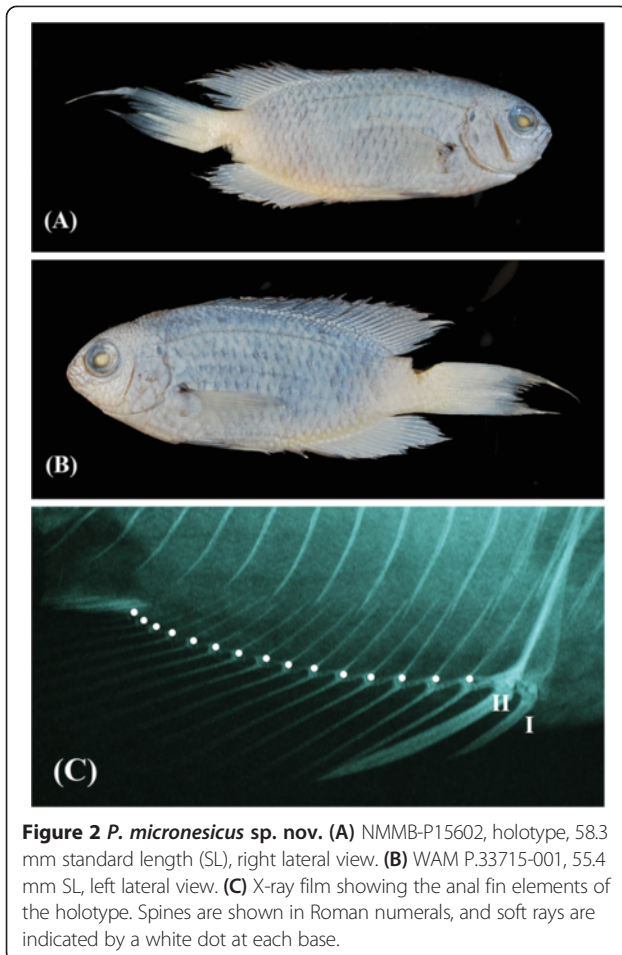 (A)
(B)
II
I
(C)
Figure 2 P. micronesicus sp. nov. (A) NMMB-P15602, holotype, 58.3
mm standard length (SL), right lateral view. (B) WAM P.33715-001, 55.4
mm SL, left lateral view. (C) X-ray film showing the anal fin elements of
the holotype. Spines are shown in Roman numerals, and soft rays are
indicated by a white dot at each base.